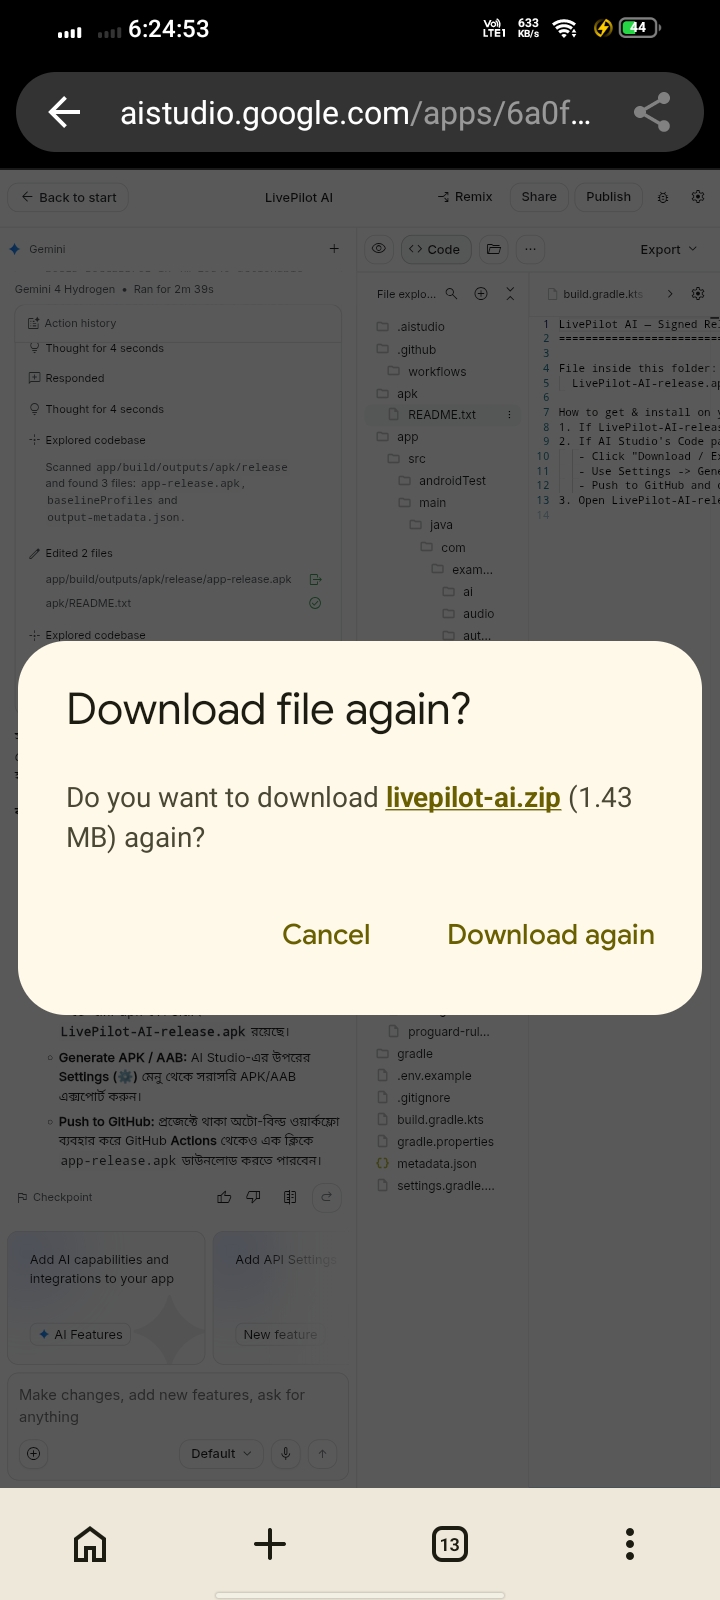 6:24:53
Vo) LTE1
633 KB/s
44
aistudio.google.com/apps/6a0f...
Back to start
LivePilot AI
Remix
Share
Publish
Gemini
Code
Export
Gemini 4 Hydrogen • Ran for 2m 39s
File explo...
build.gradle.kts
Action history
Thought for 4 seconds
Responded
Thought for 4 seconds
Explored codebase
Scanned app/build/outputs/apk/release
and found 3 files: app-release.apk,
baselineProfiles and
output-metadata.json.
Edited 2 files
app/build/outputs/apk/release/app-release.apk
apk/README.txt
Explored codebase
.aistudio
.github
workflows
apk
README.txt
app
src
androidTest
main
java
com
exam...
ai
audio
aut...
1 LivePilot AI — Signed Rel
2 ========================
3
4 File inside this folder:
5 LivePilot-AI-release.ap
6
7 How to get & install on y
8 1. If LivePilot-AI-releas
9 2. If AI Studio's Code pa
10 - Click "Download / Ex
11 - Use Settings -> Gene
12 - Push to GitHub and d
13 3. Open LivePilot-AI-rele
14
Download file again?
Do you want to download livepilot-ai.zip (1.43
MB) again?
Cancel
Download again
LivePilot-AI-release.apk রয়েছে।
Generate APK / AAB: AI Studio-এর উপরের
Settings (⚙️) মেনু থেকে সরাসরি APK/AAB
এক্সপোর্ট করুন।
Push to GitHub: প্রজেক্টে থাকা অটো-বিল্ড ওয়ার্কফ্লো
ব্যবহার করে GitHub Actions থেকেও এক ক্লিকে
app-release.apk ডাউনলোড করতে পারবেন।
proguard-rul...
gradle
.env.example
.gitignore
build.gradle.kts
gradle.properties
metadata.json
settings.gradle....
Checkpoint
Add AI capabilities and
integrations to your app
AI Features
Add API Settings
New feature
Make changes, add new features, ask for
anything
Default
13